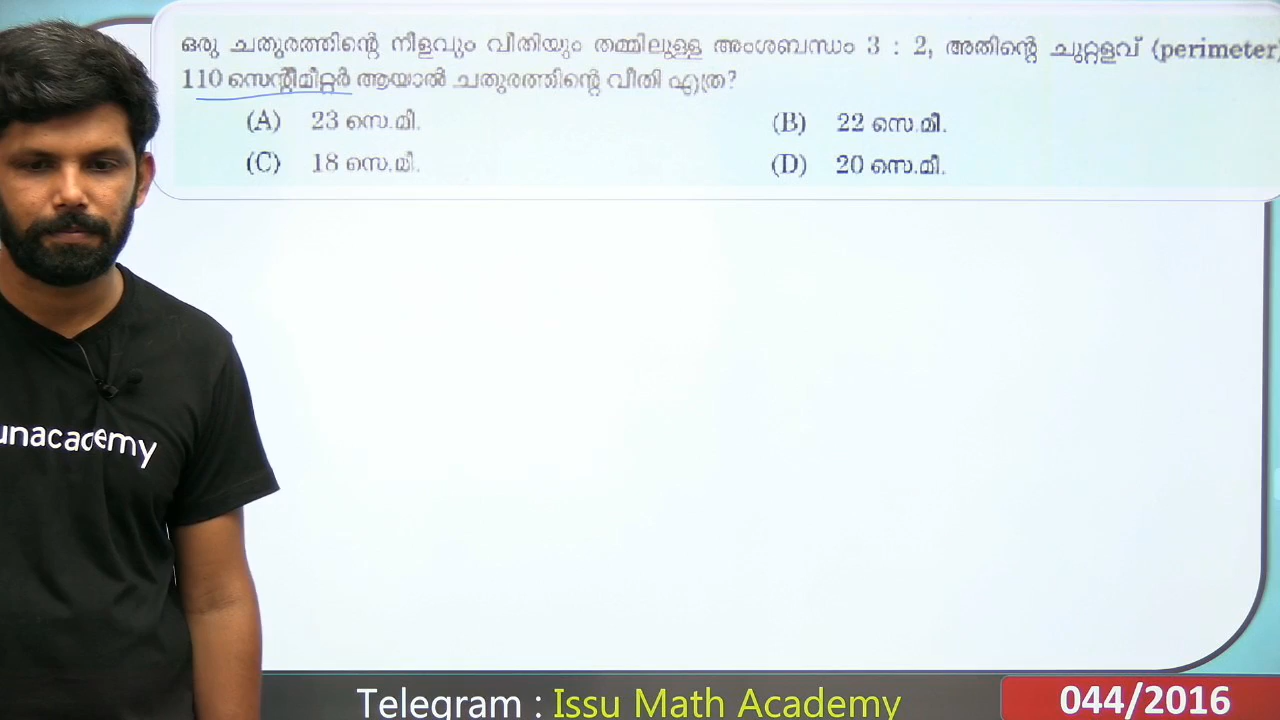 ഒരു ചതുരത്തിന്റെ നീളവും വീതിയും തമ്മിലുള്ള അംശബന്ധം 3 : 2, അതിന്റെ ചുറ്റളവ് (perimeter)
110 സെന്റീമീറ്റർ ആയാൽ ചതുരത്തിന്റെ വീതി എത്ര?
(A) 23 സെ.മീ. (B) 22 സെ.മീ.
(C) 18 സെ.മീ. (D) 20 സെ.മീ.
unacademy
Telegram : Issu Math Academy 044/2016